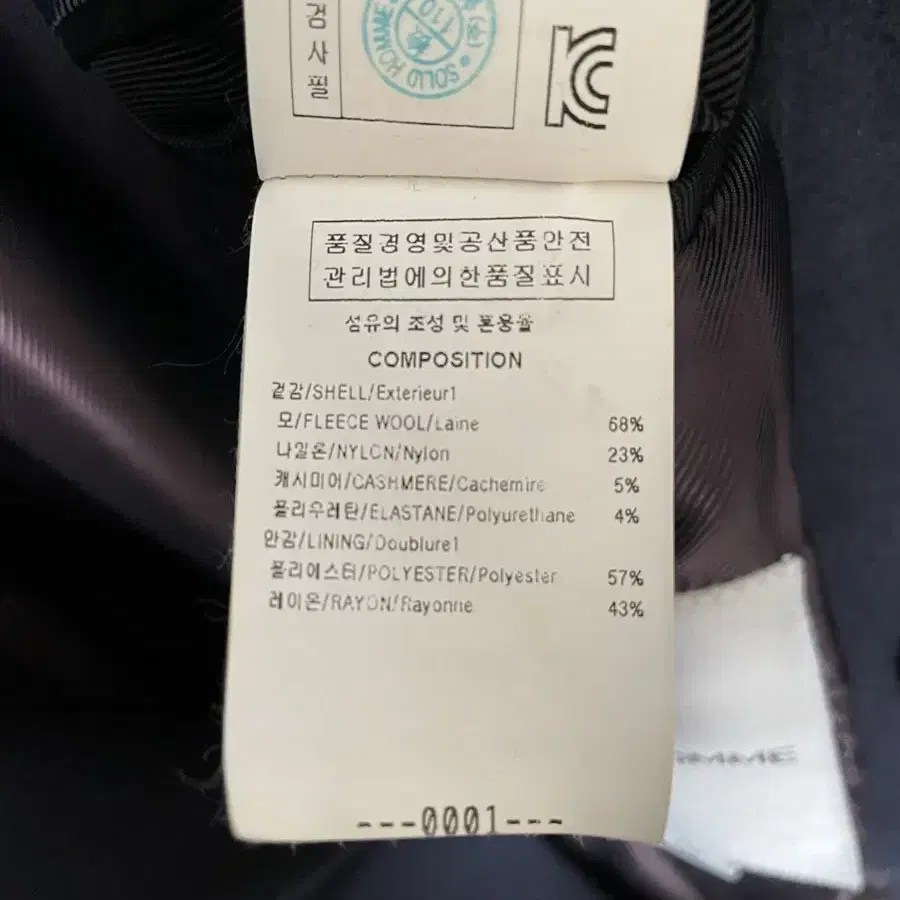 검사필
SOLID HOMME
110
품질경영및공산품안전
관리법에의한품질표시
섬유의 조성 및 혼용율
COMPOSITION
겉감/SHELL/Exterieur1
모/FLEECE WOOL/Laine 68%
나일론/NYLON/Nylon 23%
캐시미어/CASHMERE/Cachemire 5%
폴리우레탄/ELASTANE/Polyurethane 4%
안감/LINING/Doublure1
폴리에스터/POLYESTER/Polyester 57%
레이온/RAYON/Rayonne 43%
OMME
---0001---